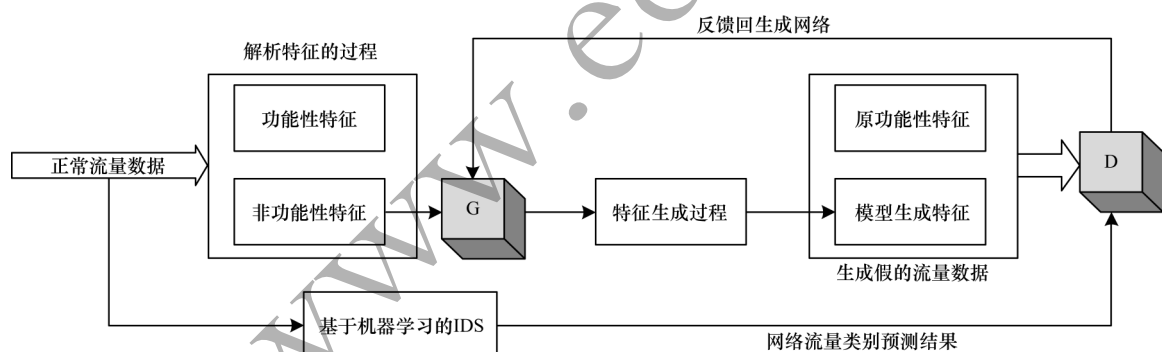 反馈回生成网络
解析特征的过程
功能性特征
原功能性特征
正常流量数据
D
非功能性特征
G
特征生成过程
模型生成特征
生成假的流量数据
基于机器学习的IDS
网络流量类别预测结果
www.ec